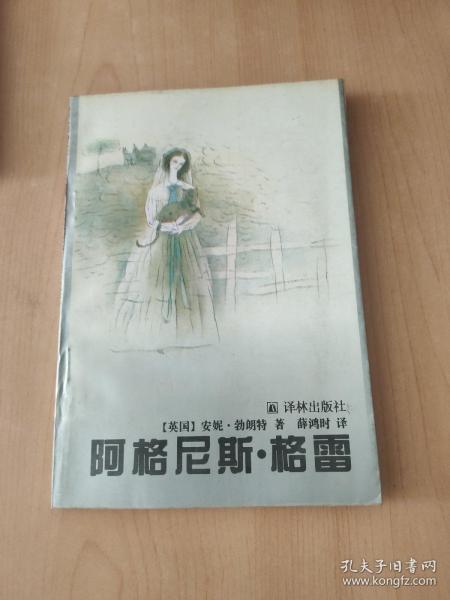 译林出版社
【英国】安妮·勃朗特 著 薛鸿时 译
阿格尼斯·格雷
孔夫子旧书网
www.kongfz.com